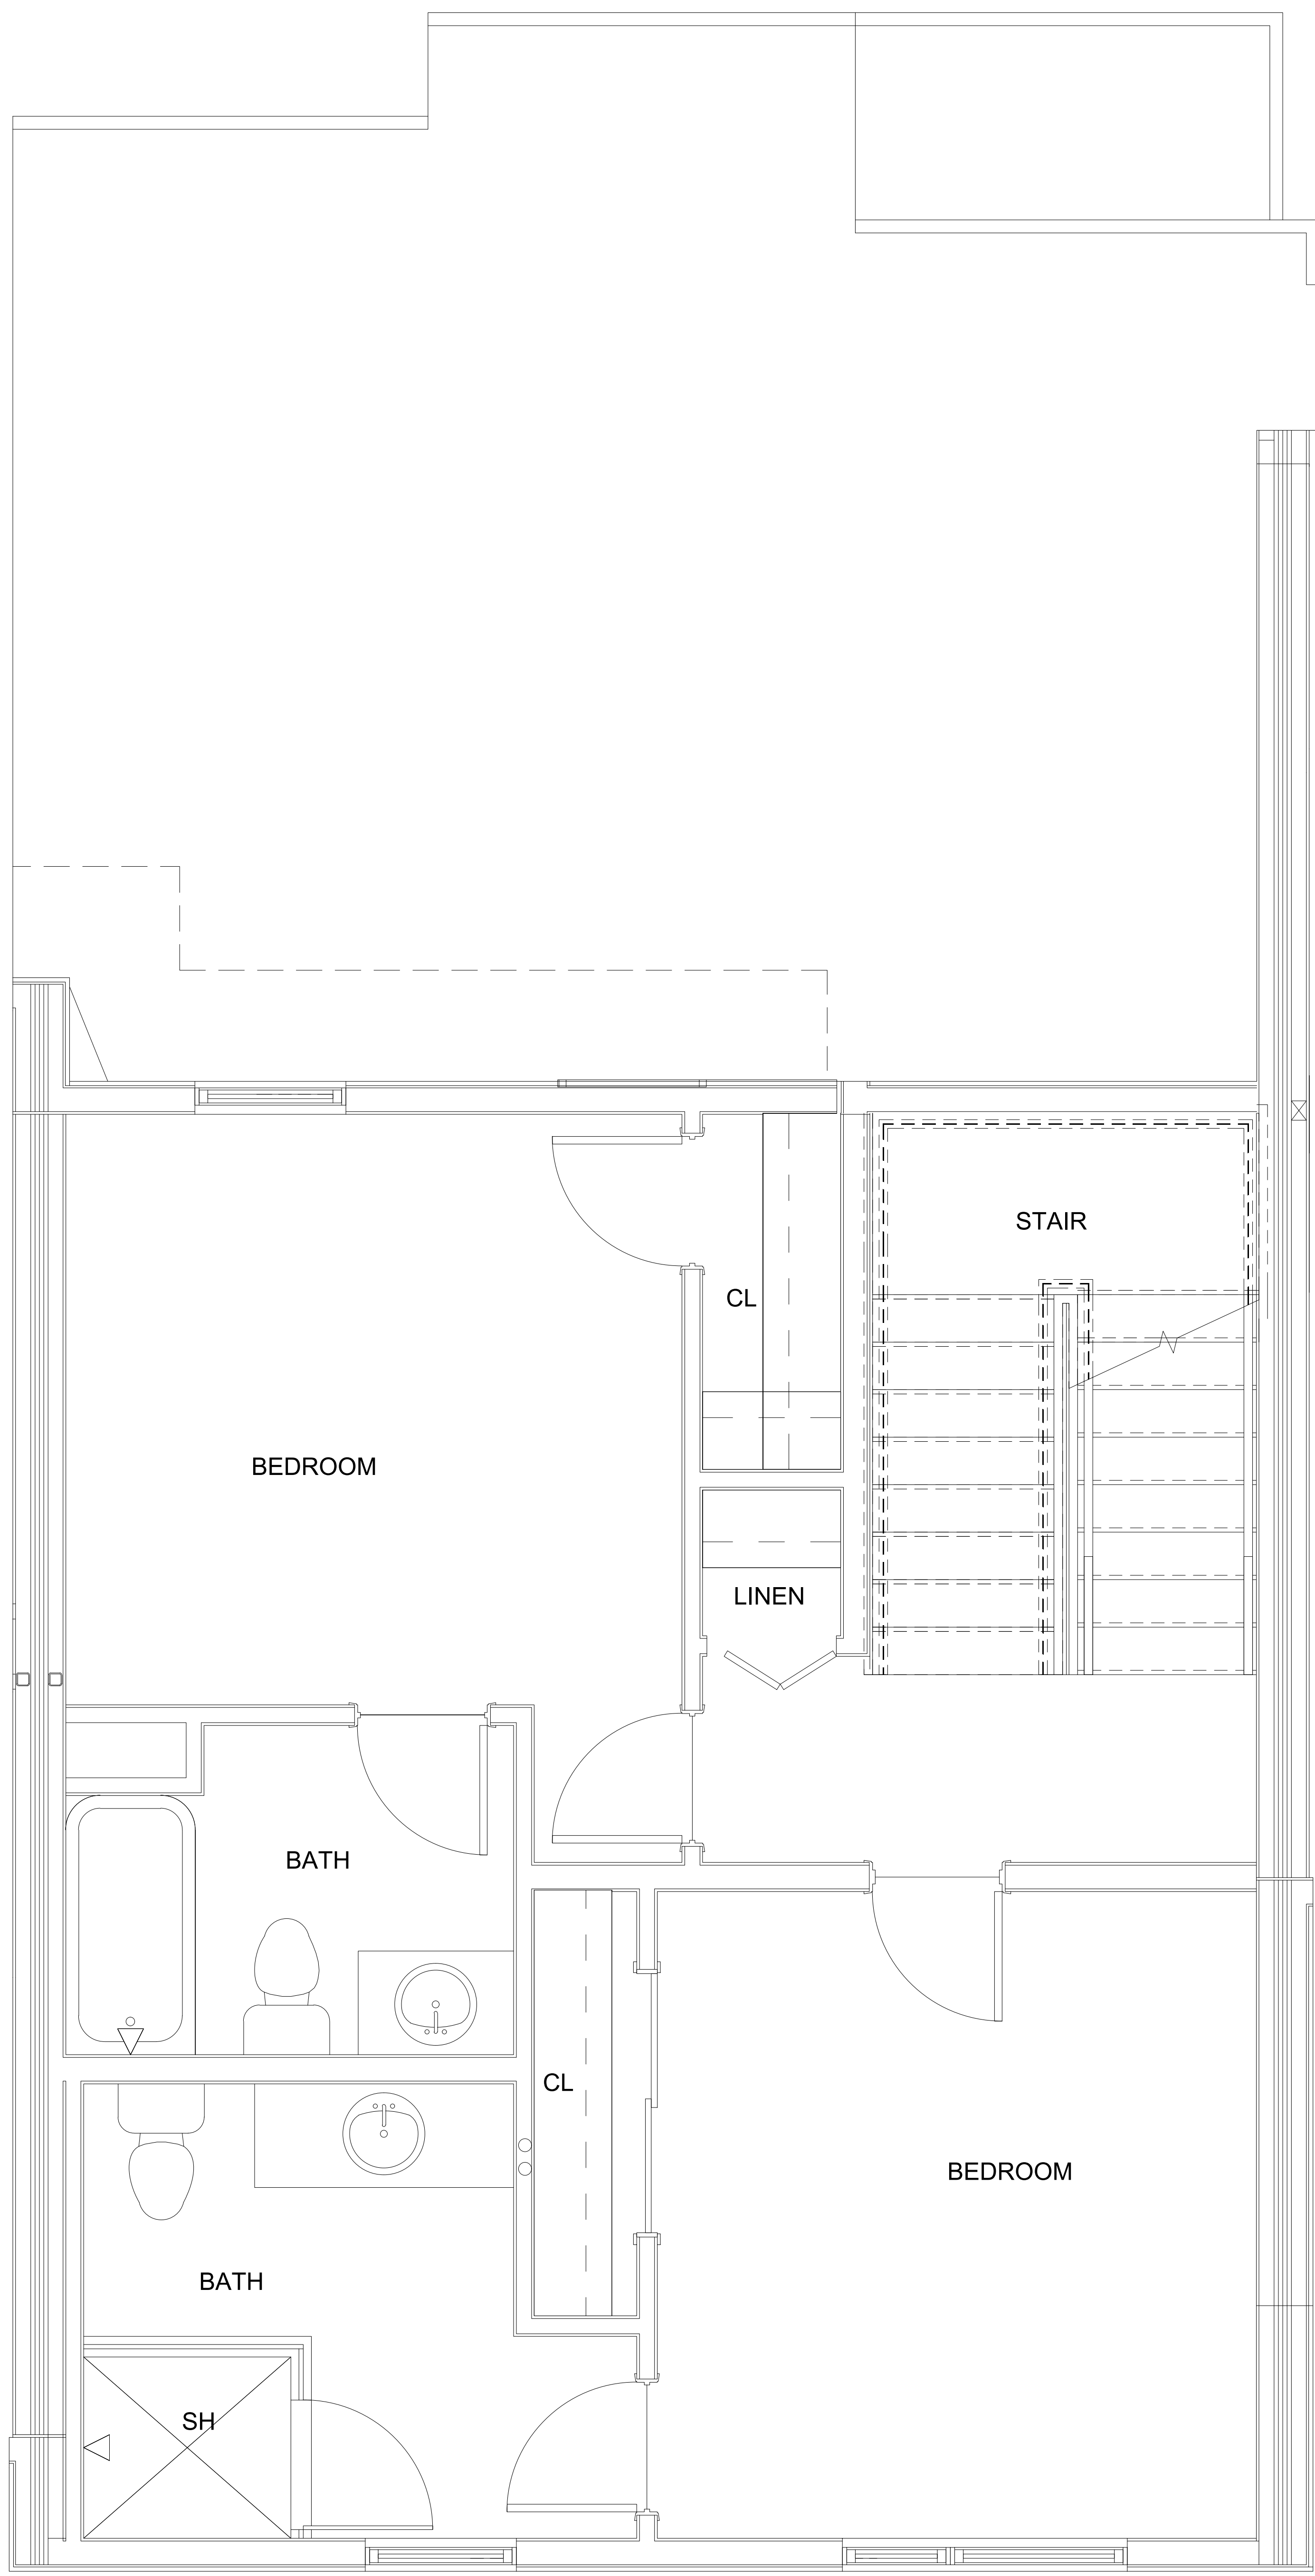 STAIR
CL
BEDROOM
LINEN
BATH
CL
BEDROOM
BATH
SH